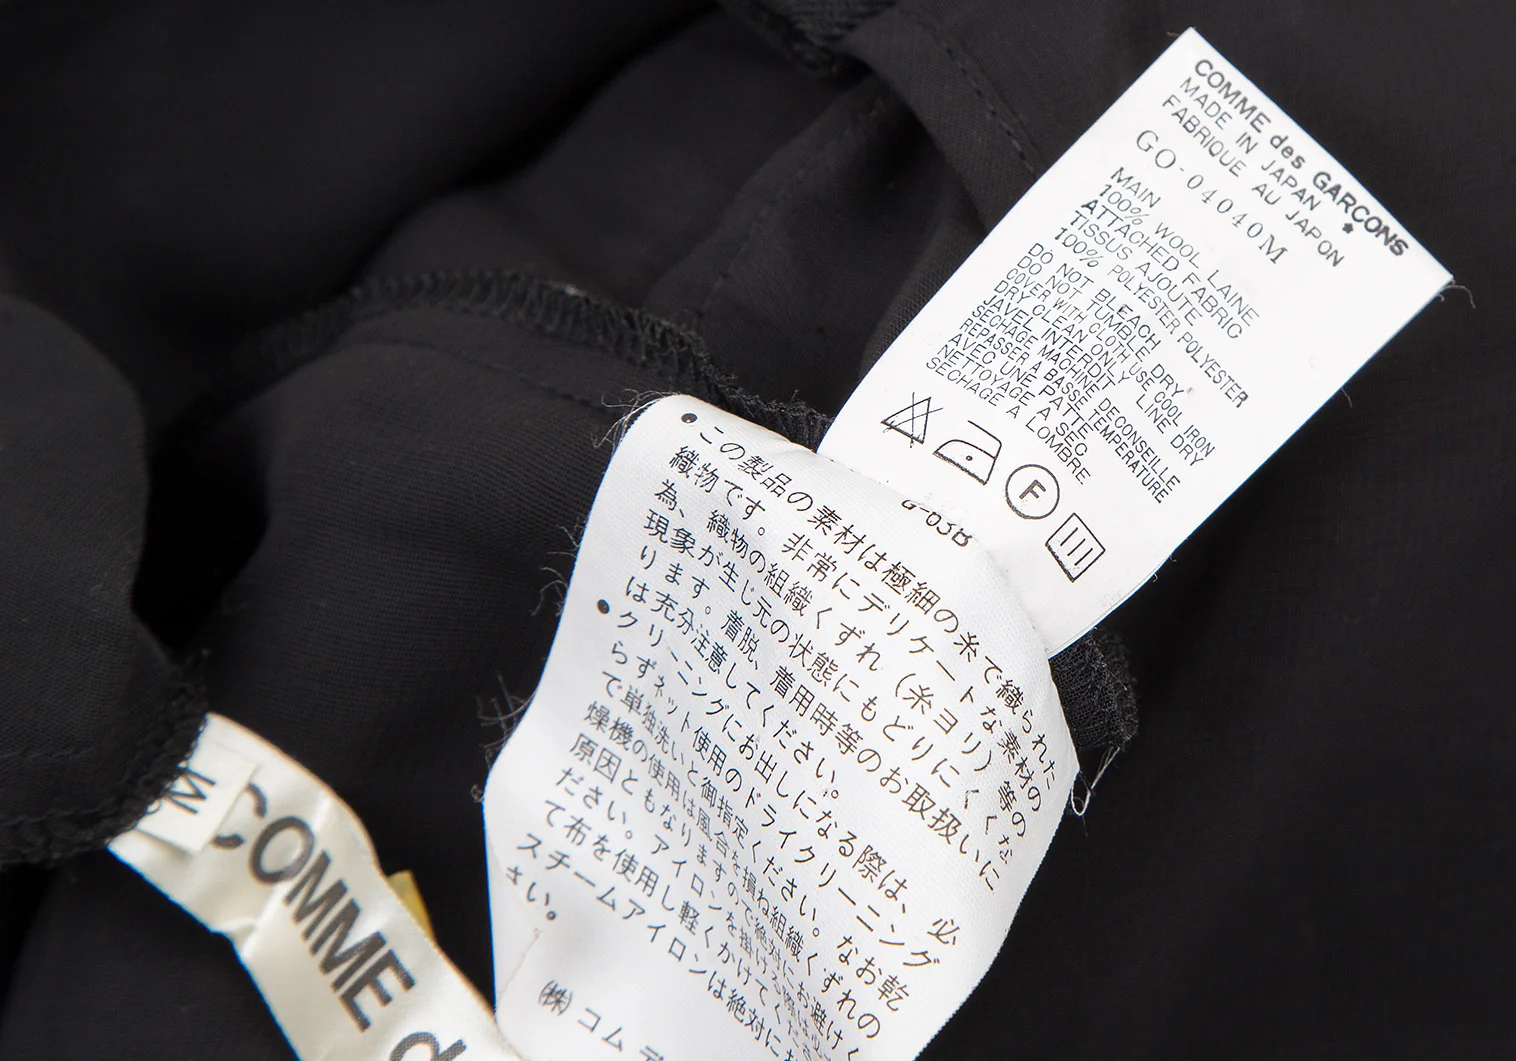 COMME des GARÇONS
MADE IN JAPAN *
FABRIQUE AU JAPON
GO-04040M
MAIN
100% WOOL LAINE
ATTACHED FABRIC
TISSUS AJOUTE
100% POLYESTER POLYESTER
DO NOT BLEACH
DO NOT TUMBLE DRY
COVER WITH CLOTH USE COOL IRON
DRY CLEAN ONLY LINE DRY
JAVEL INTERDIT
SECHAGE MACHINE DECONSEILLE
REPASSER A BASSE TEMPERATURE
AVEC UNE PATTE
NETTOYAGE A SEC
SECHAGE A LOMBRE
F
●この製品の素材は極細の糸で織られた
織物です。非常にデリケートな素材の
為、織物の組織くずれ（糸ヨリ）等の
現象が生じ元の状態にもどりにくくだ
ります。着脱、着用時等のお取扱いに
は充分注意してください。
●クリーニングにお出しになる際は、必
らずネット使用のドライクリーニング
で単独洗いと御指定ください。なお乾
燥機の使用は風合を損ね組織くずれの
原因ともなりますので絶対にお避けく
ださい。アイロンを掛ける際は
て布を使用し軽くかけてく
スチームアイロンは絶対に
さい。
㈱コム デ
M
COMME d